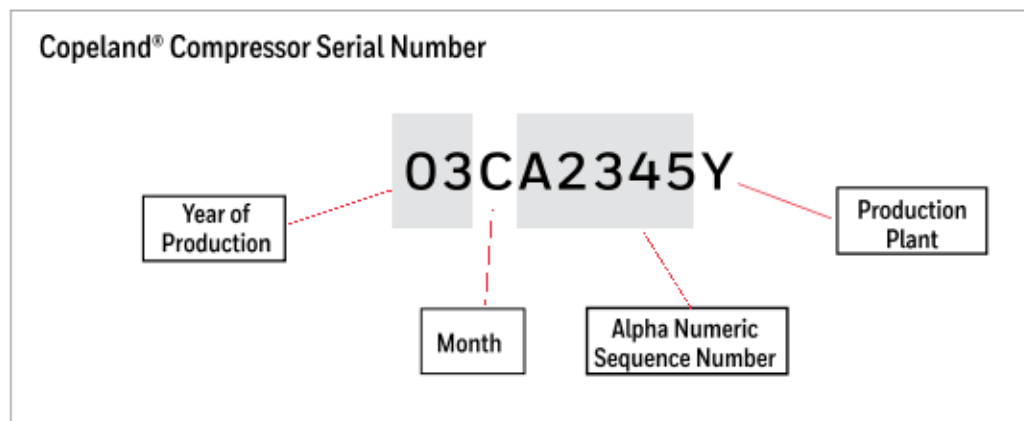 Copeland® Compressor Serial Number
03CA2345Y
Year of
Production
Production
Plant
Month
Alpha Numeric
Sequence Number